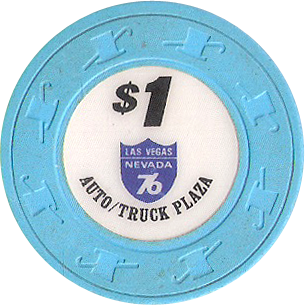 $1
LAS VEGAS
NEVADA
76
AUTO/TRUCK PLAZA